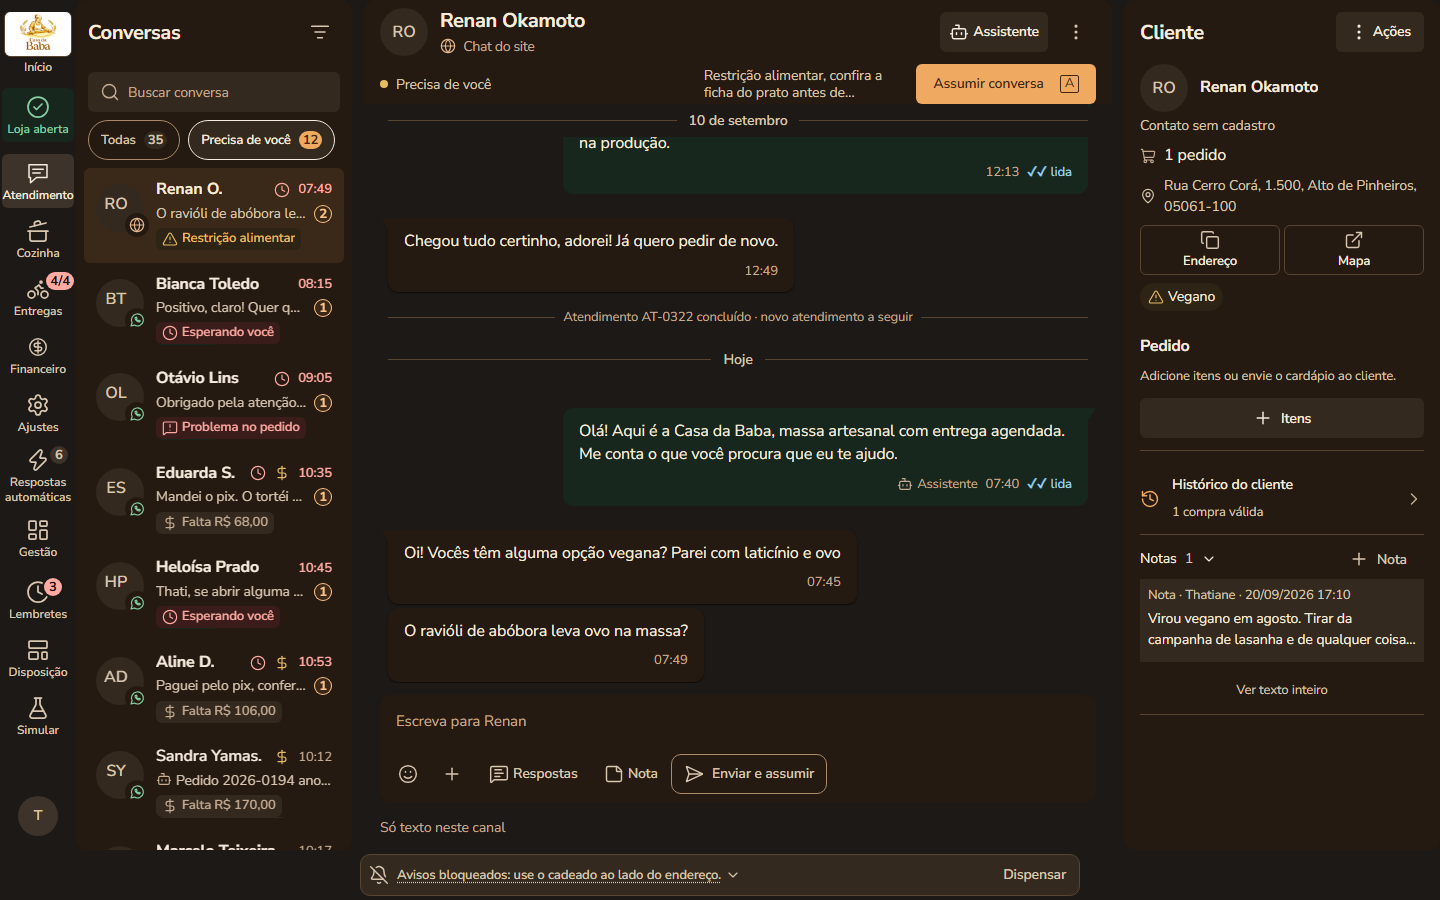 Casa da
Baba
Início
Loja aberta
Atendimento
Cozinha
4/4
Entregas
Financeiro
Ajustes
6
Respostas
automáticas
Gestão
3
Lembretes
Disposição
Simular
T
Conversas
Buscar conversa
Todas 35
Precisa de você 12
RO
Renan O. 07:49
O ravióli de abóbora le... 2
Restrição alimentar
BT
Bianca Toledo 08:15
Positivo, claro! Quer q... 1
Esperando você
OL
Otávio Lins 09:05
Obrigado pela atenção... 1
Problema no pedido
ES
Eduarda S. 10:35
Mandei o pix. O tortéi ... 1
Falta R$ 68,00
HP
Heloísa Prado 10:45
Thati, se abrir alguma ... 1
Esperando você
AD
Aline D. 10:53
Paguei pelo pix, confer... 1
Falta R$ 106,00
SY
Sandra Yamas. 10:12
Pedido 2026-0194 ano...
Falta R$ 170,00
Marcelo Teixeira 10:17
RO
Renan Okamoto
Chat do site
Assistente
Precisa de você
Restrição alimentar, confira a
ficha do prato antes de...
Assumir conversa A
10 de setembro
na produção.
12:13 lida
Chegou tudo certinho, adorei! Já quero pedir de novo.
12:49
Atendimento AT-0322 concluído · novo atendimento a seguir
Hoje
Olá! Aqui é a Casa da Baba, massa artesanal com entrega agendada.
Me conta o que você procura que eu te ajudo.
Assistente 07:40 lida
Oi! Vocês têm alguma opção vegana? Parei com laticínio e ovo
07:45
O ravióli de abóbora leva ovo na massa?
07:49
Escreva para Renan
Respostas
Nota
Enviar e assumir
Só texto neste canal
Avisos bloqueados: use o cadeado ao lado do endereço.
Dispensar
Cliente
Ações
RO
Renan Okamoto
Contato sem cadastro
1 pedido
Rua Cerro Corá, 1.500, Alto de Pinheiros,
05061-100
Endereço
Mapa
Vegano
Pedido
Adicione itens ou envie o cardápio ao cliente.
Itens
Histórico do cliente
1 compra válida
Notas 1
Nota
Nota · Thatiane · 20/09/2026 17:10
Virou vegano em agosto. Tirar da
campanha de lasanha e de qualquer coisa...
Ver texto inteiro